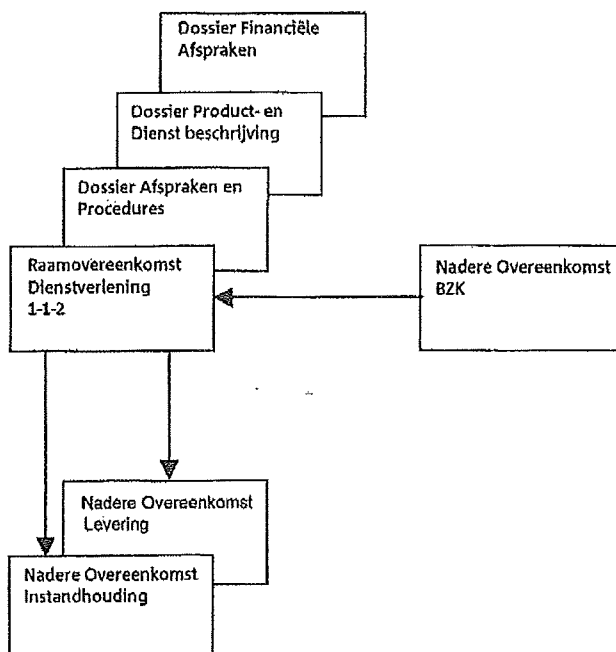 Dossier Financiële
Afspraken
Dossier Product- en
Dienst beschrijving
Dossier Afspraken en
Procedures
Raamovereenkomst
Dienstverlening
1-1-2
Nadere Overeenkomst
BZK
Nadere Overeenkomst
Levering
Nadere Overeenkomst
Instandhouding